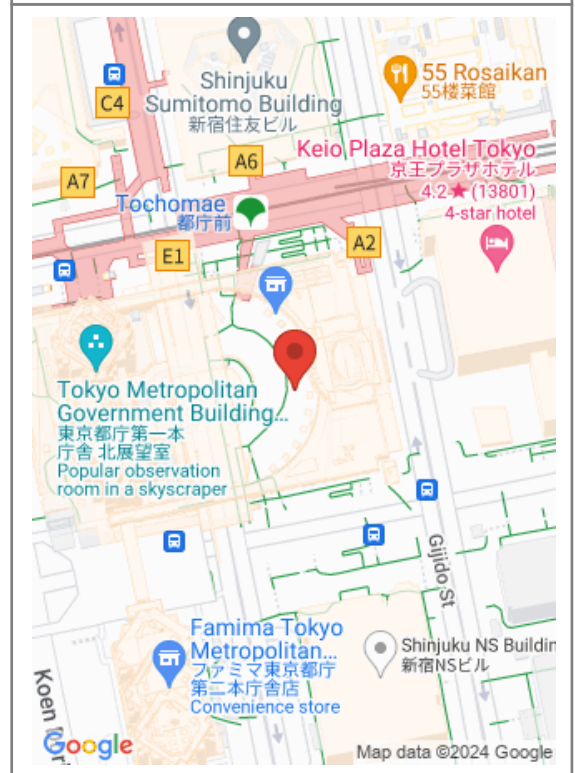 C4
Shinjuku
Sumitomo Building
新宿住友ビル
55 Rosaikan
55楼菜館
Keio Plaza Hotel Tokyo
京王プラザホテル
4.2★(13801)
4-star hotel
A7
A6
Tochomae
都庁前
E1
A2
Tokyo Metropolitan
Government Building...
東京都庁第一本
庁舎 北展望室
Popular observation
room in a skyscraper
Gijido St
Famima Tokyo
Metropolitan...
ファミマ東京都庁
第二本庁舎店
Convenience store
Shinjuku NS Buildin
新宿NSビル
Koen
Google
Map data ©2024 Google